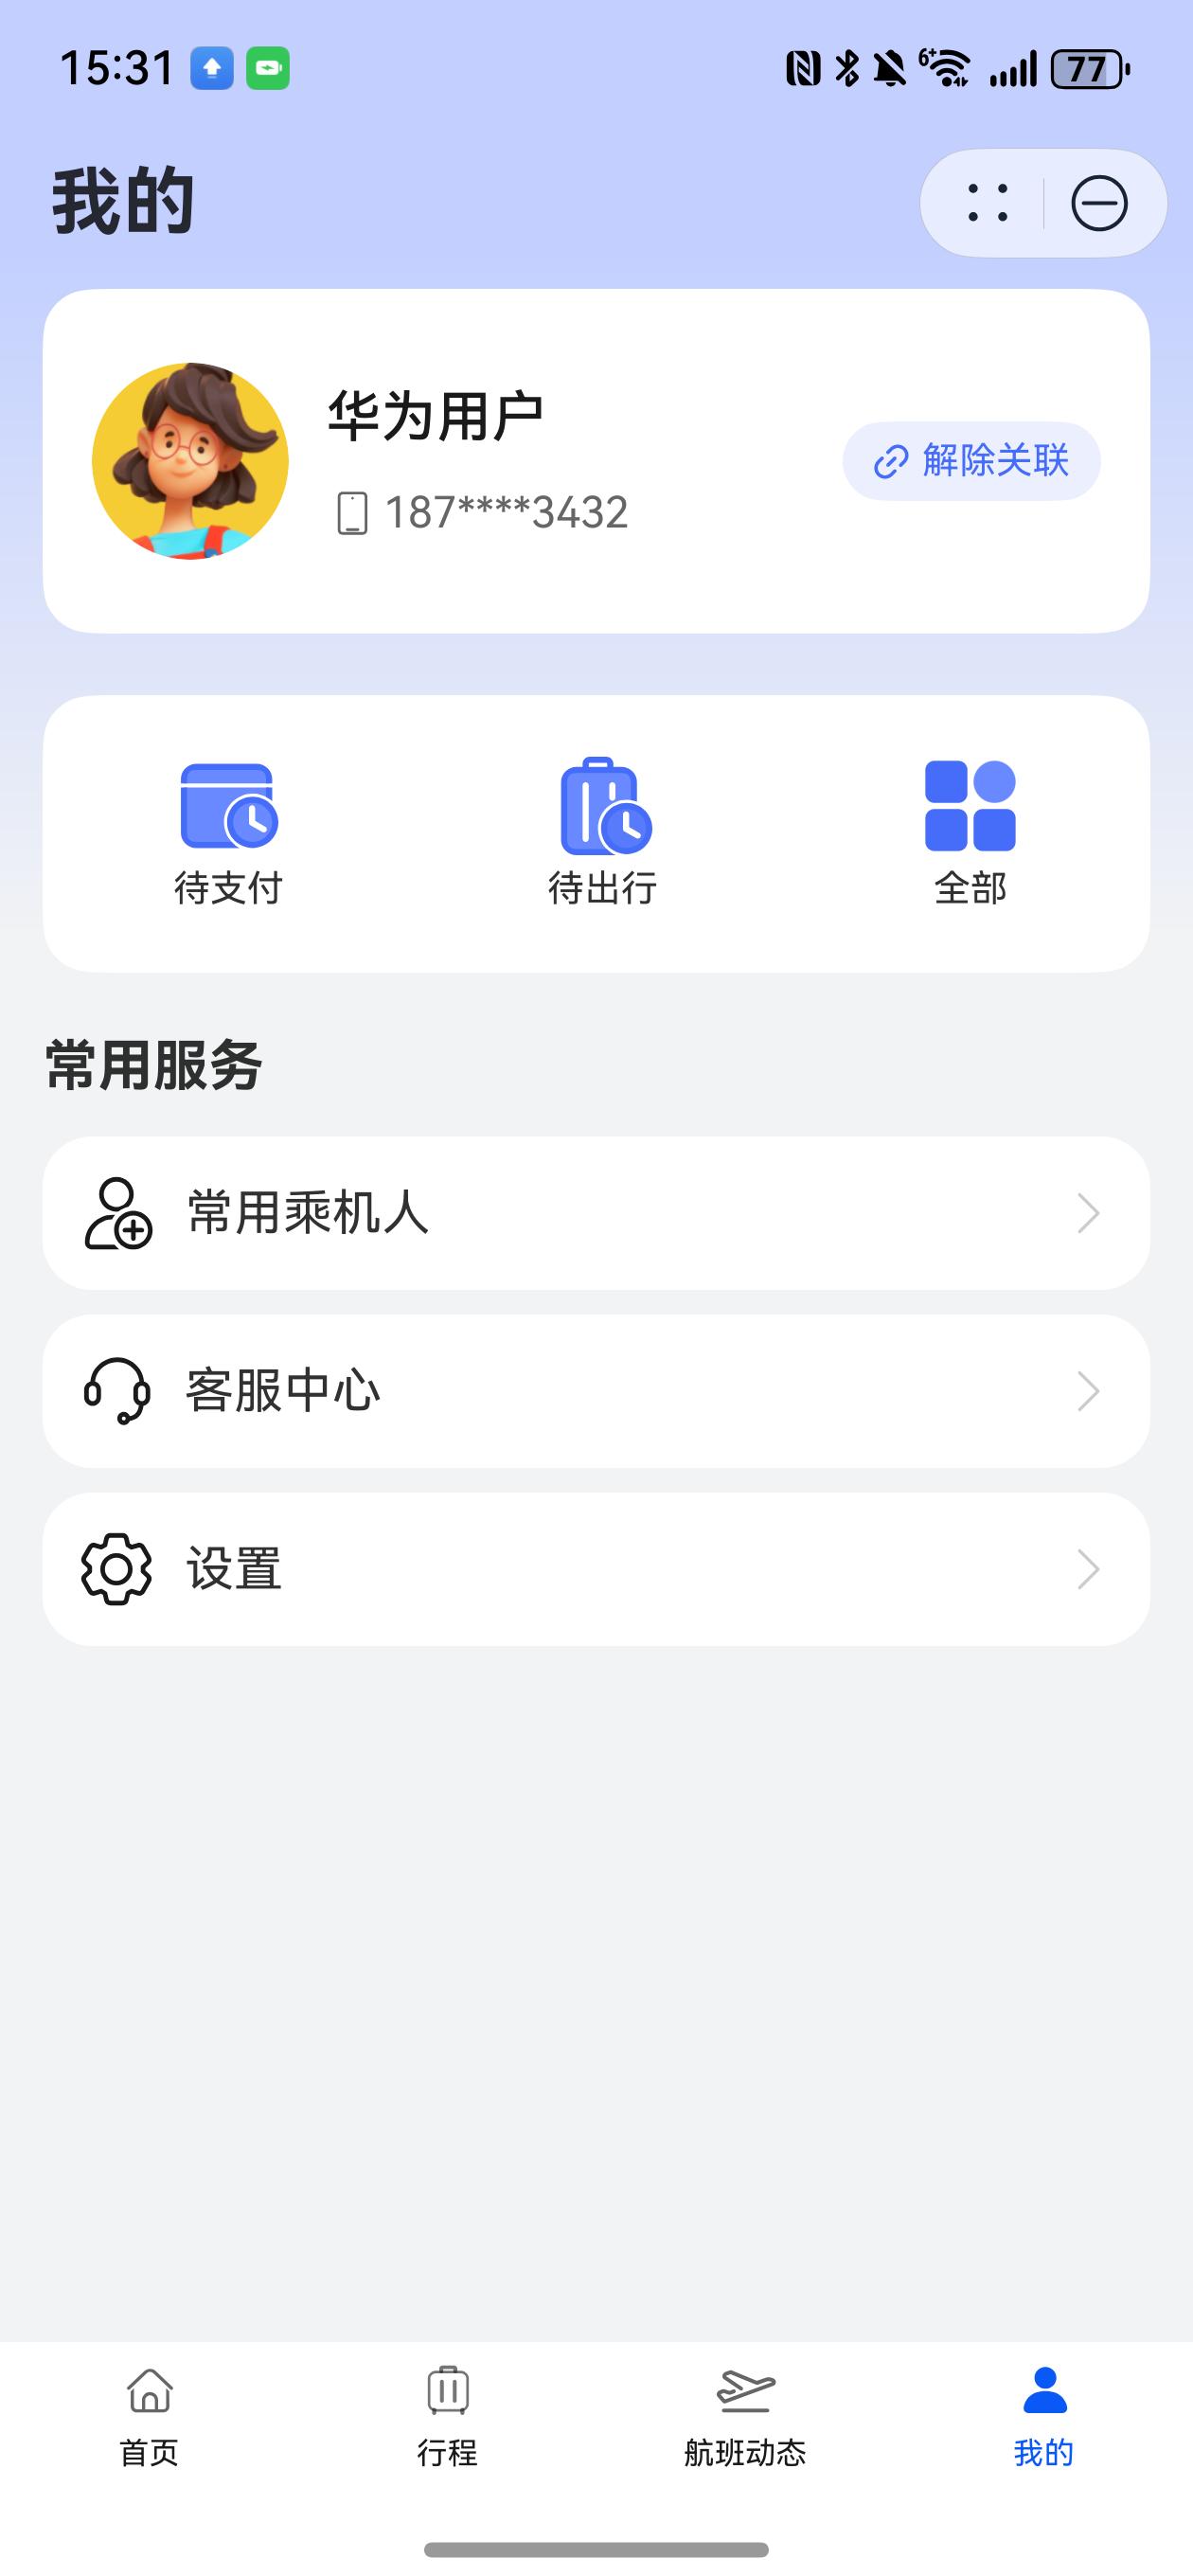 15:31
6+
77
我的
华为用户
187****3432
解除关联
待支付
待出行
全部
常用服务
常用乘机人
客服中心
设置
首页
行程
航班动态
我的